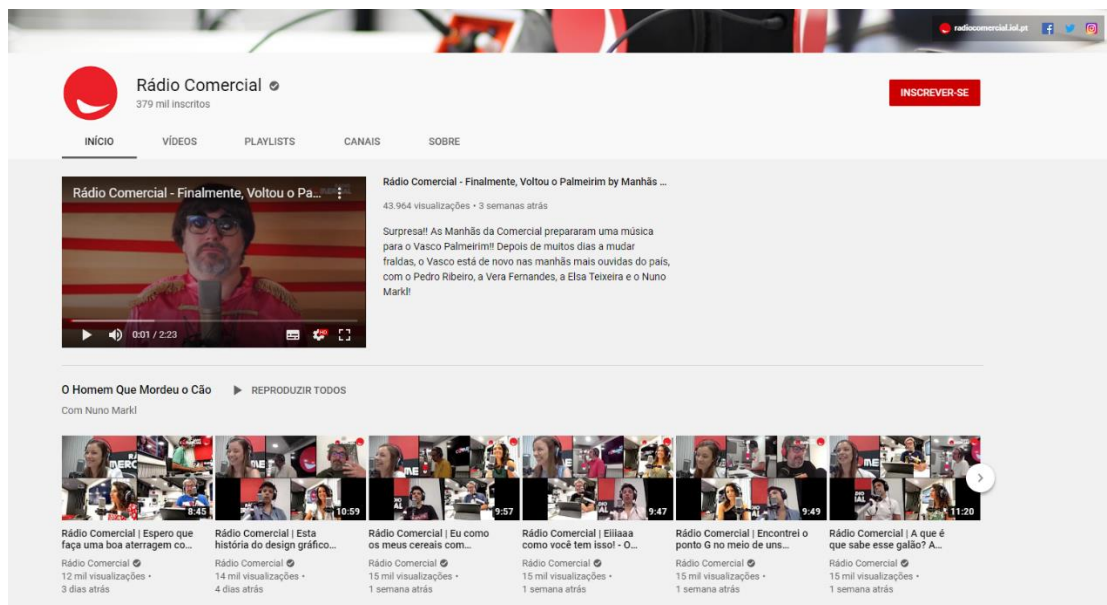 radiocomercial.iol.pt
Rádio Comercial
379 mil inscritos
INSCREVER-SE
INÍCIO VÍDEOS PLAYLISTS CANAIS SOBRE
Rádio Comercial - Finalmente, Voltou o Pa...
0:01 / 2:23
HD
Rádio Comercial - Finalmente, Voltou o Palmeirim by Manhãs ...
43.964 visualizações • 3 semanas atrás
Surpresa!! As Manhãs da Comercial prepararam uma música
para o Vasco Palmeirim!! Depois de muitos dias a mudar
fraldas, o Vasco está de novo nas manhãs mais ouvidas do país,
com o Pedro Ribeiro, a Vera Fernandes, a Elsa Teixeira e o Nuno
Markl!
O Homem Que Mordeu o Cão REPRODUZIR TODOS
Com Nuno Markl
8:45 10:59 9:57 9:47 9:49 11:20
Rádio Comercial | Espero que
faça uma boa aterragem co...
Rádio Comercial
12 mil visualizações •
3 dias atrás
Rádio Comercial | Esta
história do design gráfico...
Rádio Comercial
14 mil visualizações •
4 dias atrás
Rádio Comercial | Eu como
os meus cereais com...
Rádio Comercial
15 mil visualizações •
1 semana atrás
Rádio Comercial | Eiiaaa
como você tem isso! - O...
Rádio Comercial
15 mil visualizações •
1 semana atrás
Rádio Comercial | Encontrei o
ponto G no meio de uns...
Rádio Comercial
15 mil visualizações •
1 semana atrás
Rádio Comercial | A que é
que sabe esse galão? A...
Rádio Comercial
15 mil visualizações •
1 semana atrás